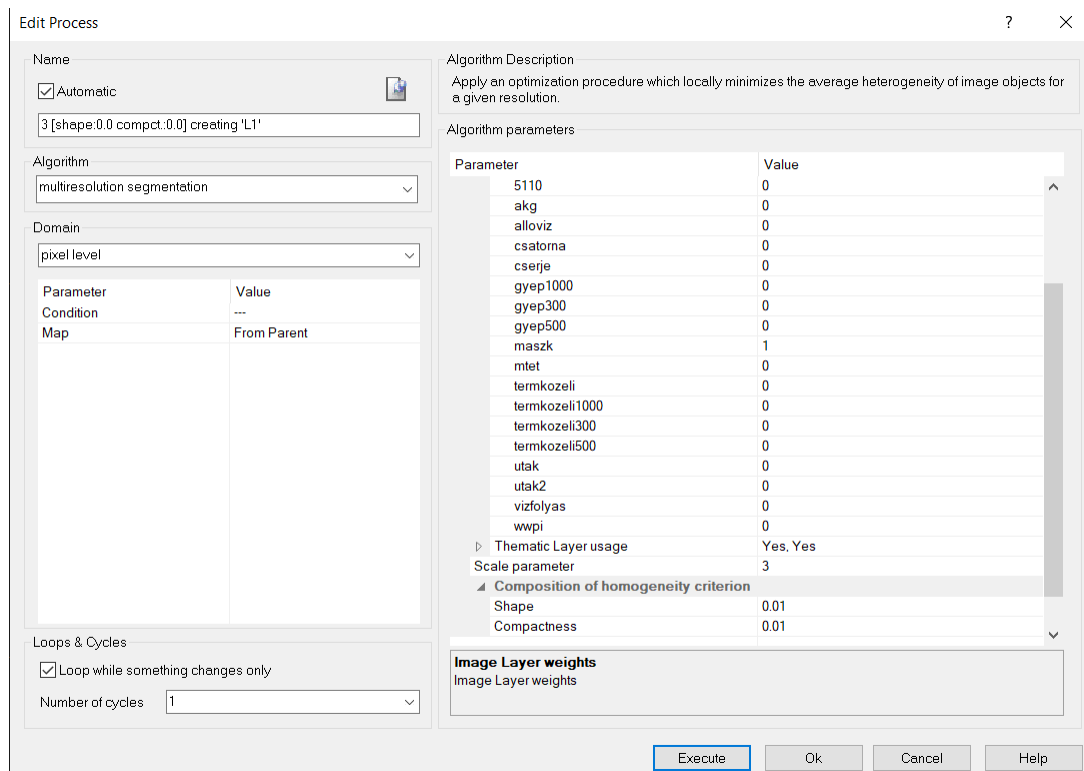 Edit Process
?
Name
Automatic
3 [shape:0.0 compct.:0.0] creating 'L1'
Algorithm
multiresolution segmentation
Domain
pixel level
Parameter Value
Condition ---
Map From Parent
Loops & Cycles
Loop while something changes only
Number of cycles 1
Algorithm Description
Apply an optimization procedure which locally minimizes the average heterogeneity of image objects for
a given resolution.
Algorithm parameters
Parameter Value
5110 0
akg 0
alloviz 0
csatorna 0
cserje 0
gyep1000 0
gyep300 0
gyep500 0
maszk 1
mtet 0
termkozeli 0
termkozeli1000 0
termkozeli300 0
termkozeli500 0
utak 0
utak2 0
vizfolyas 0
wwpi 0
Thematic Layer usage Yes, Yes
Scale parameter 3
Composition of homogeneity criterion
Shape 0.01
Compactness 0.01
Image Layer weights
Image Layer weights
Execute Ok Cancel Help